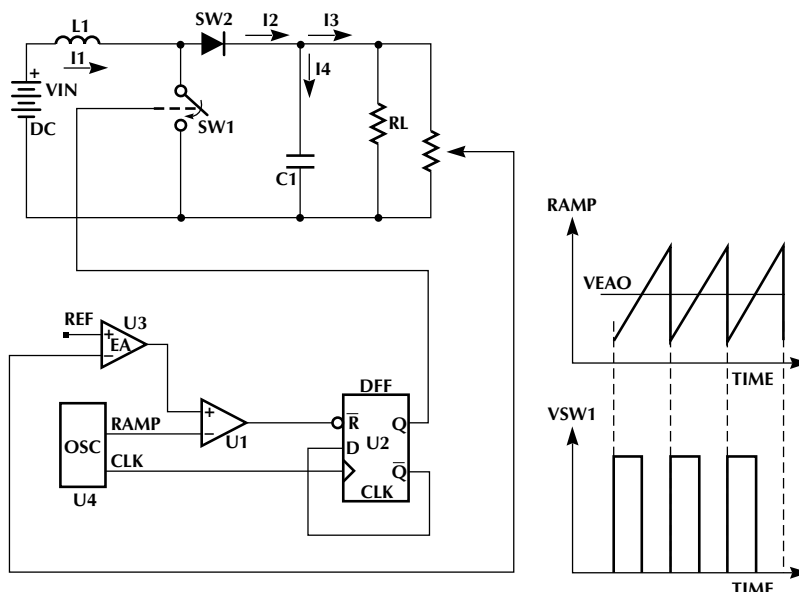 SW2
L1 I2 I3
I1
+ I4
VIN
SW1 RL
DC
C1
RAMP
VEAO
REF U3
+ EA
−
DFF
TIME
+ R Q
RAMP
− U1
VSW1
OSC D U2
CLK Q
U4 CLK
TIME